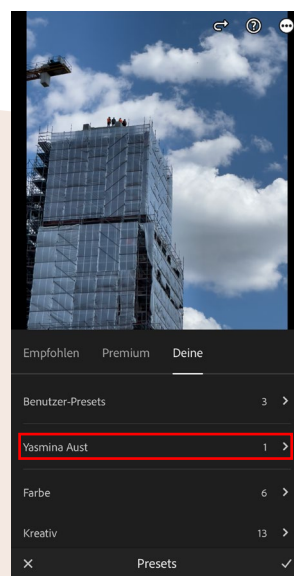 Empfohlen Premium Deine
Benutzer-Presets 3
Yasmina Aust 1
Farbe 6
Kreativ 13
Presets